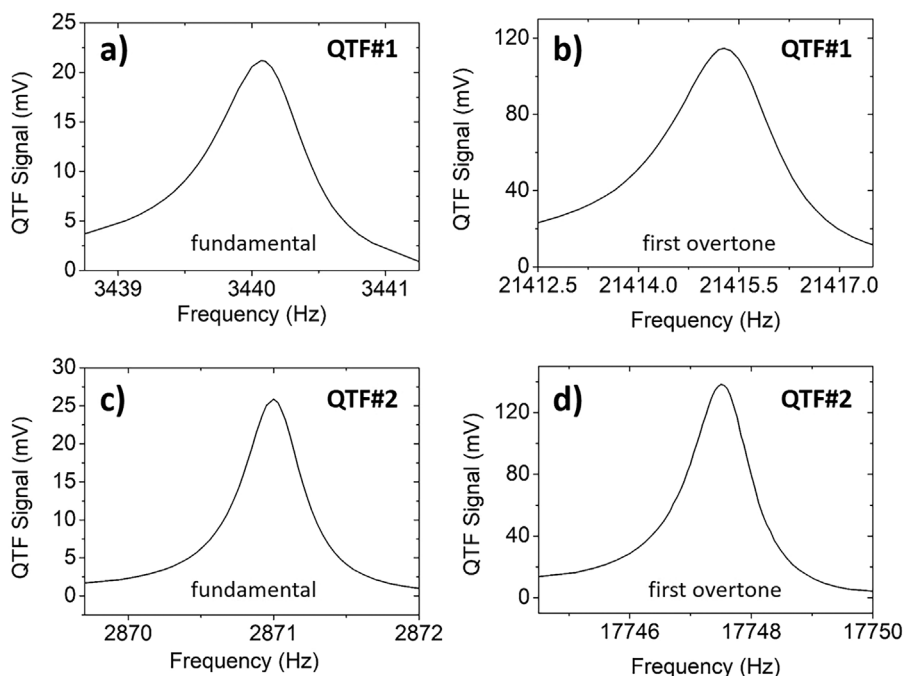 a)
QTF#1
25
20
15
10
5
0
QTF Signal (mV)
fundamental
3439 3440 3441
Frequency (Hz)
b)
QTF#1
120
80
40
0
QTF Signal (mV)
first overtone
21412.5 21414.0 21415.5 21417.0
Frequency (Hz)
c)
QTF#2
30
25
20
15
10
5
0
QTF Signal (mV)
fundamental
2870 2871 2872
Frequency (Hz)
d)
QTF#2
120
80
40
0
QTF Signal (mV)
first overtone
17746 17748 17750
Frequency (Hz)